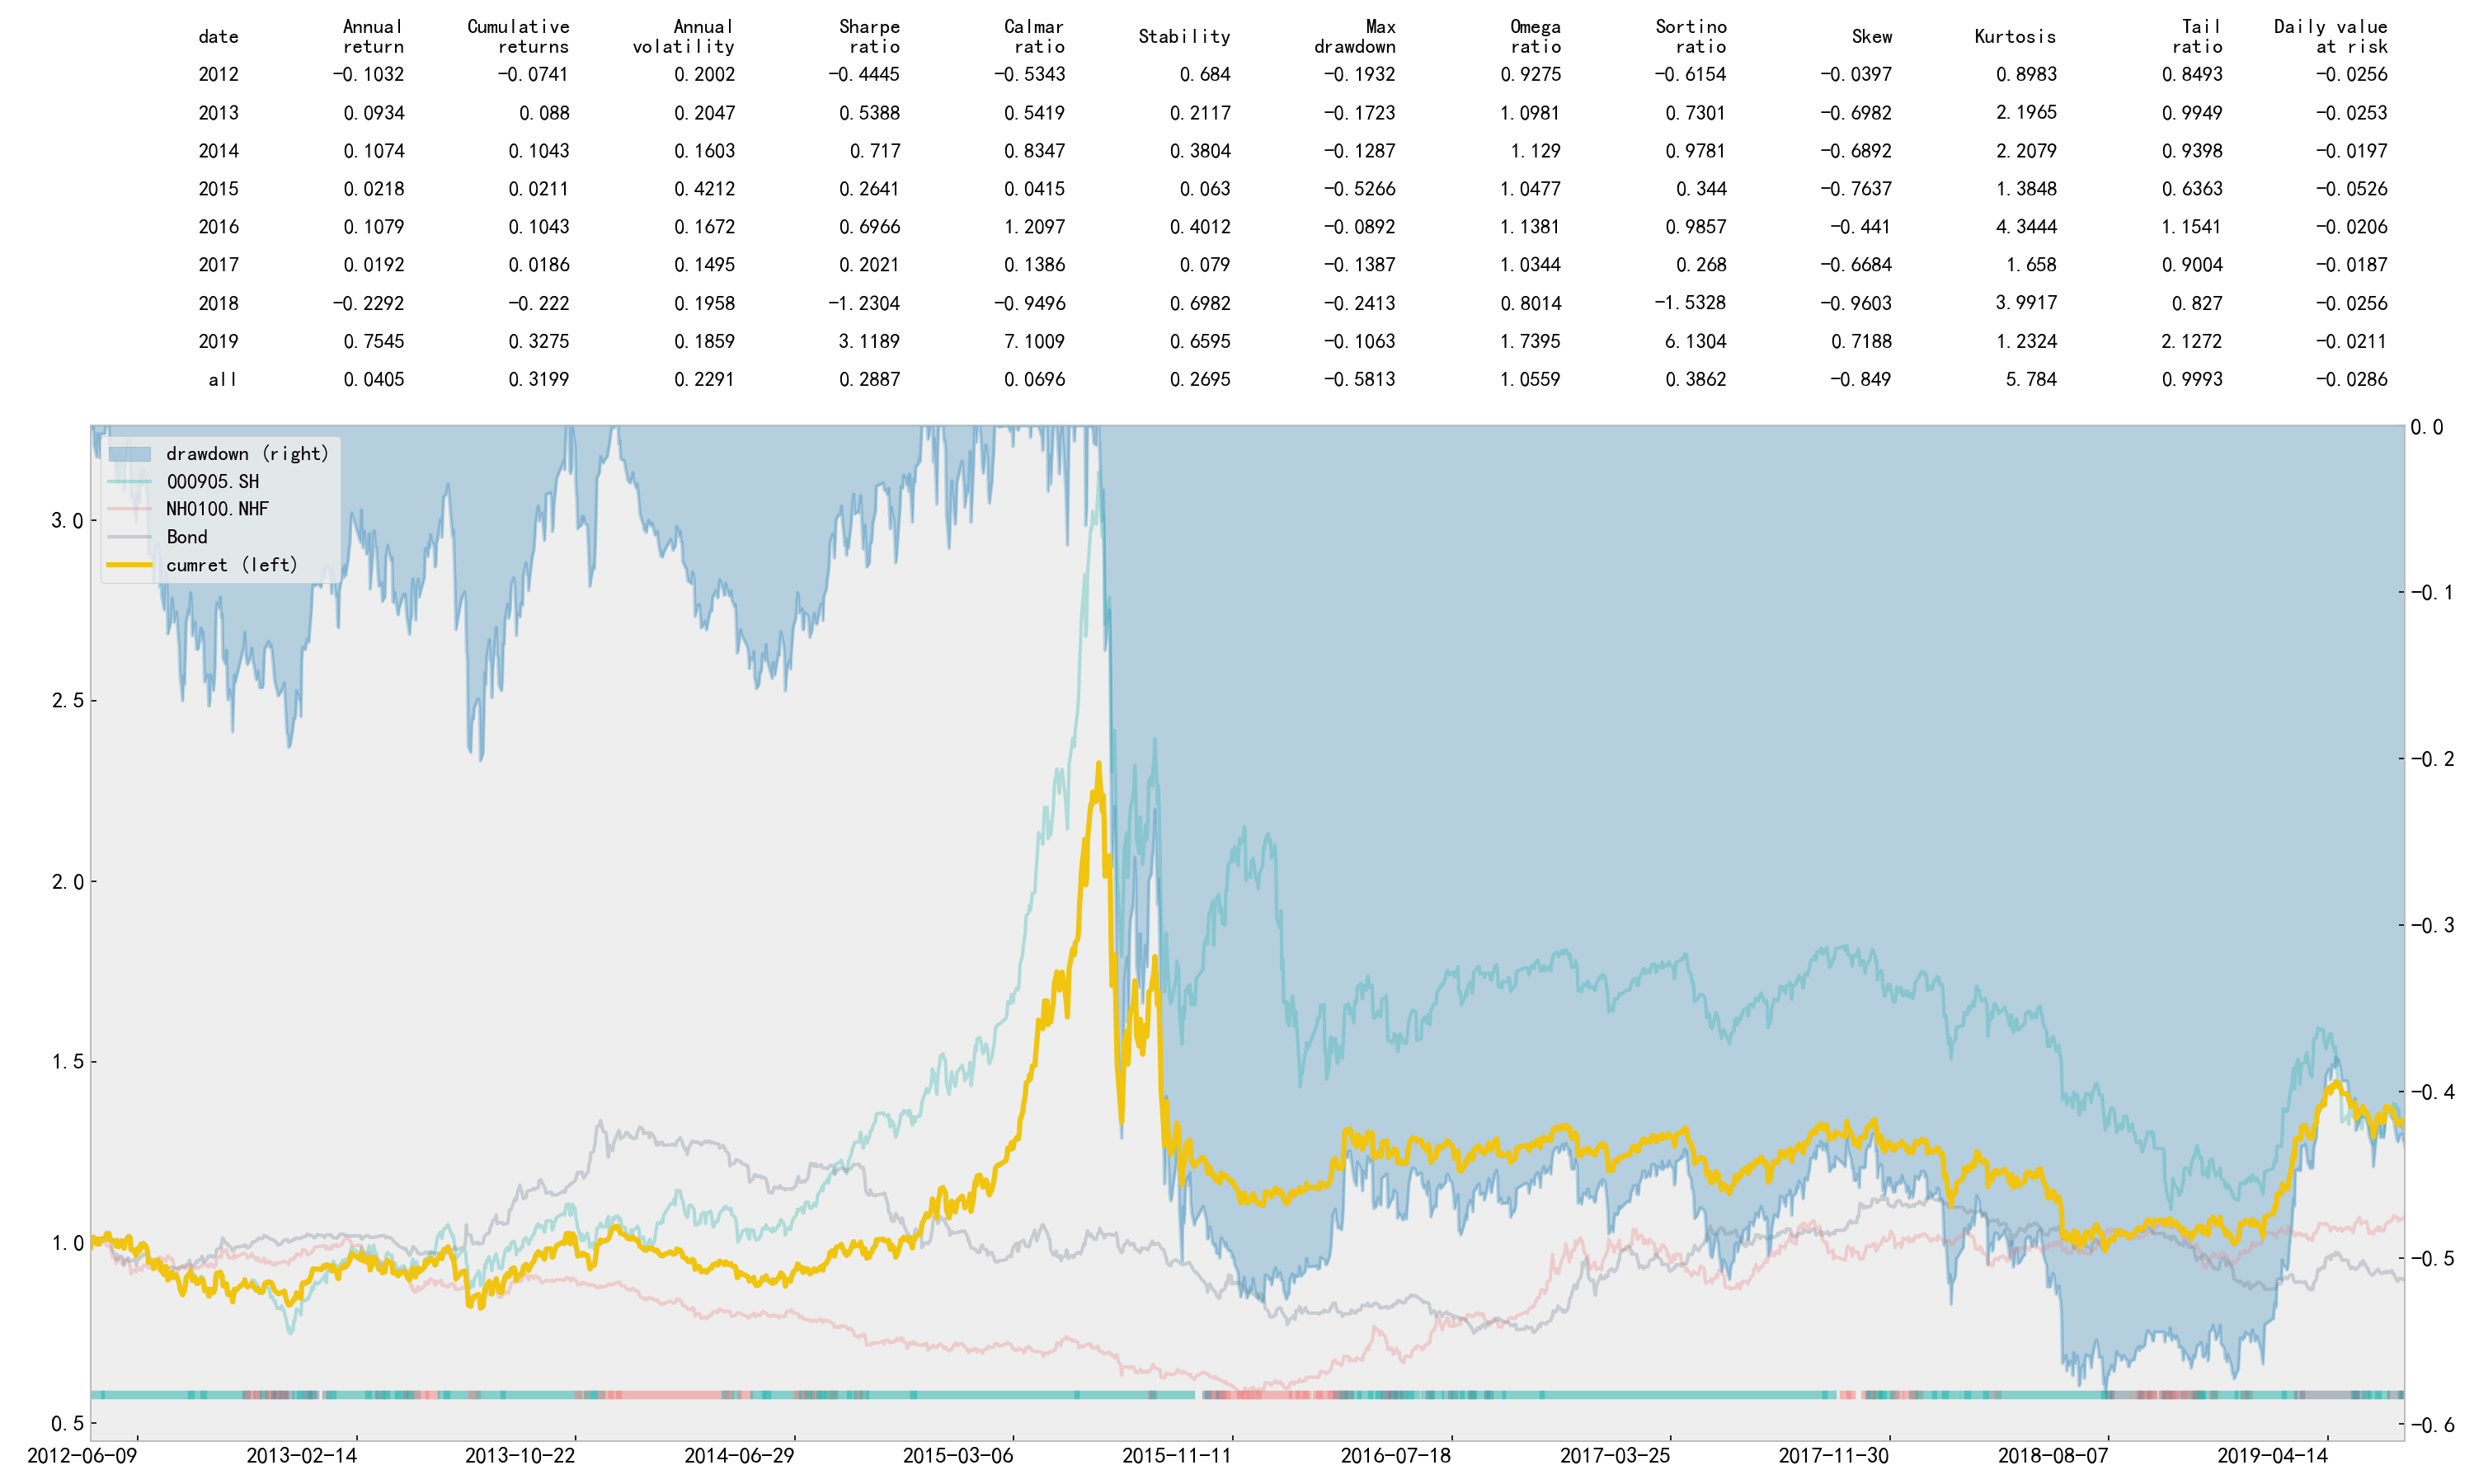 date Annual return Cumulative returns Annual volatility Sharpe ratio Calmar ratio Stability Max drawdown Omega ratio Sortino ratio Skew Kurtosis Tail ratio Daily value at risk
2012 -0.1032 -0.0741 0.2002 -0.4445 -0.5343 0.684 -0.1932 0.9275 -0.6154 -0.0397 0.8983 0.8493 -0.0256
2013 0.0934 0.088 0.2047 0.5388 0.5419 0.2117 -0.1723 1.0981 0.7301 -0.6982 2.1965 0.9949 -0.0253
2014 0.1074 0.1043 0.1603 0.717 0.8347 0.3804 -0.1287 1.129 0.9781 -0.6892 2.2079 0.9398 -0.0197
2015 0.0218 0.0211 0.4212 0.2641 0.0415 0.063 -0.5266 1.0477 0.344 -0.7637 1.3848 0.6363 -0.0526
2016 0.1079 0.1043 0.1672 0.6966 1.2097 0.4012 -0.0892 1.1381 0.9857 -0.441 4.3444 1.1541 -0.0206
2017 0.0192 0.0186 0.1495 0.2021 0.1386 0.079 -0.1387 1.0344 0.268 -0.6684 1.658 0.9004 -0.0187
2018 -0.2292 -0.222 0.1958 -1.2304 -0.9496 0.6982 -0.2413 0.8014 -1.5328 -0.9603 3.9917 0.827 -0.0256
2019 0.7545 0.3275 0.1859 3.1189 7.1009 0.6595 -0.1063 1.7395 6.1304 0.7188 1.2324 2.1272 -0.0211
all 0.0405 0.3199 0.2291 0.2887 0.0696 0.2695 -0.5813 1.0559 0.3862 -0.849 5.784 0.9993 -0.0286
drawdown (right)
000905.SH
NH0100.NHF
Bond
cumret (left)
3.0
2.5
2.0
1.5
1.0
0.5
0.0
-0.1
-0.2
-0.3
-0.4
-0.5
-0.6
2012-06-09 2013-02-14 2013-10-22 2014-06-29 2015-03-06 2015-11-11 2016-07-18 2017-03-25 2017-11-30 2018-08-07 2019-04-14